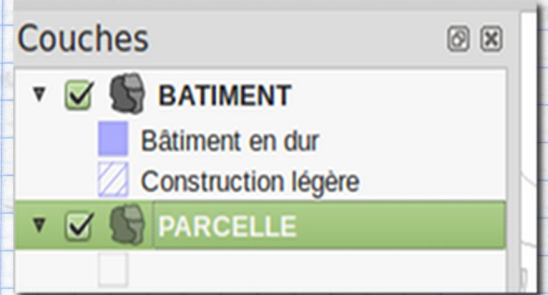 Couches
BATIMENT
Bâtiment en dur
Construction légère
PARCELLE